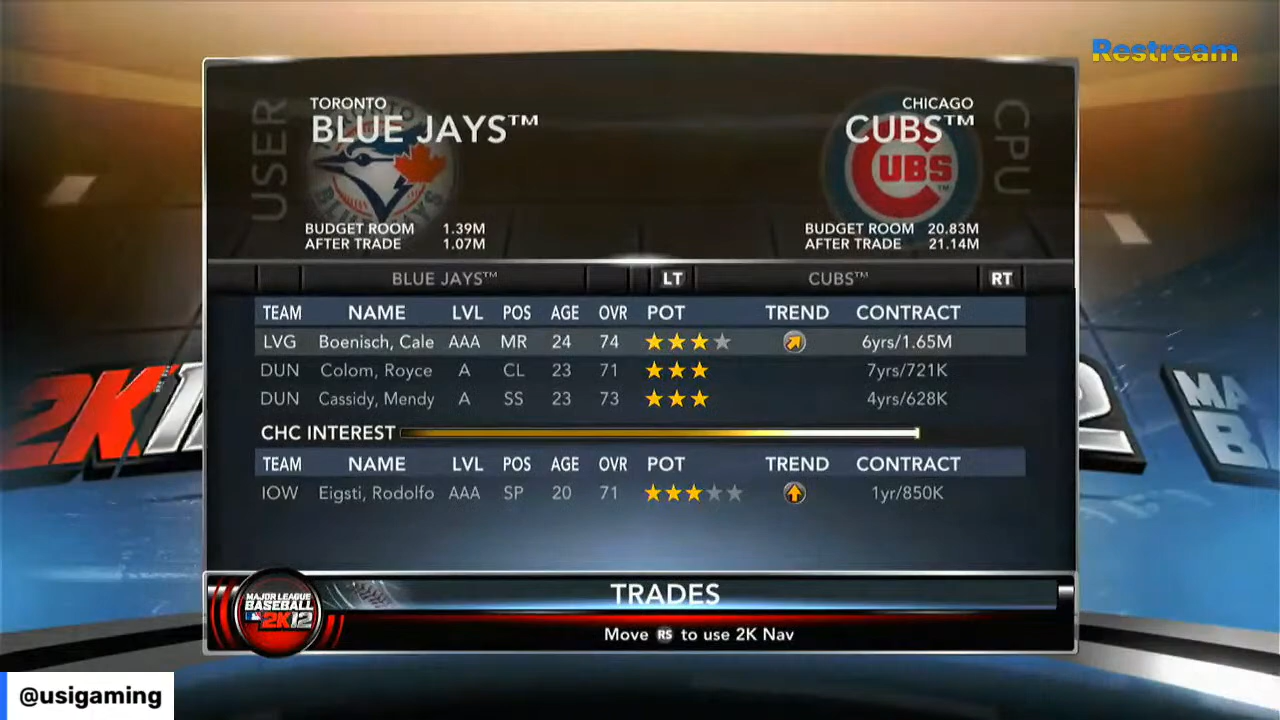 Restream
USER
TORONTO
BLUE JAYS™
CHICAGO
CUBS™
CPU
CUBS
BUDGET ROOM 1.39M
AFTER TRADE 1.07M
BUDGET ROOM 20.83M
AFTER TRADE 21.14M
BLUE JAYS™ LT CUBS™ RT
TEAM NAME LVL POS AGE OVR POT TREND CONTRACT
LVG Boenisch, Cale AAA MR 24 74 6yrs/1.65M
DUN Colom, Royce A CL 23 71 7yrs/721K
DUN Cassidy, Mendy A SS 23 73 4yrs/628K
CHC INTEREST
TEAM NAME LVL POS AGE OVR POT TREND CONTRACT
IOW Eigsti, Rodolfo AAA SP 20 71 1yr/850K
TRADES
MAJOR LEAGUE
BASEBALL
2K12
Move RS to use 2K Nav
@usigaming